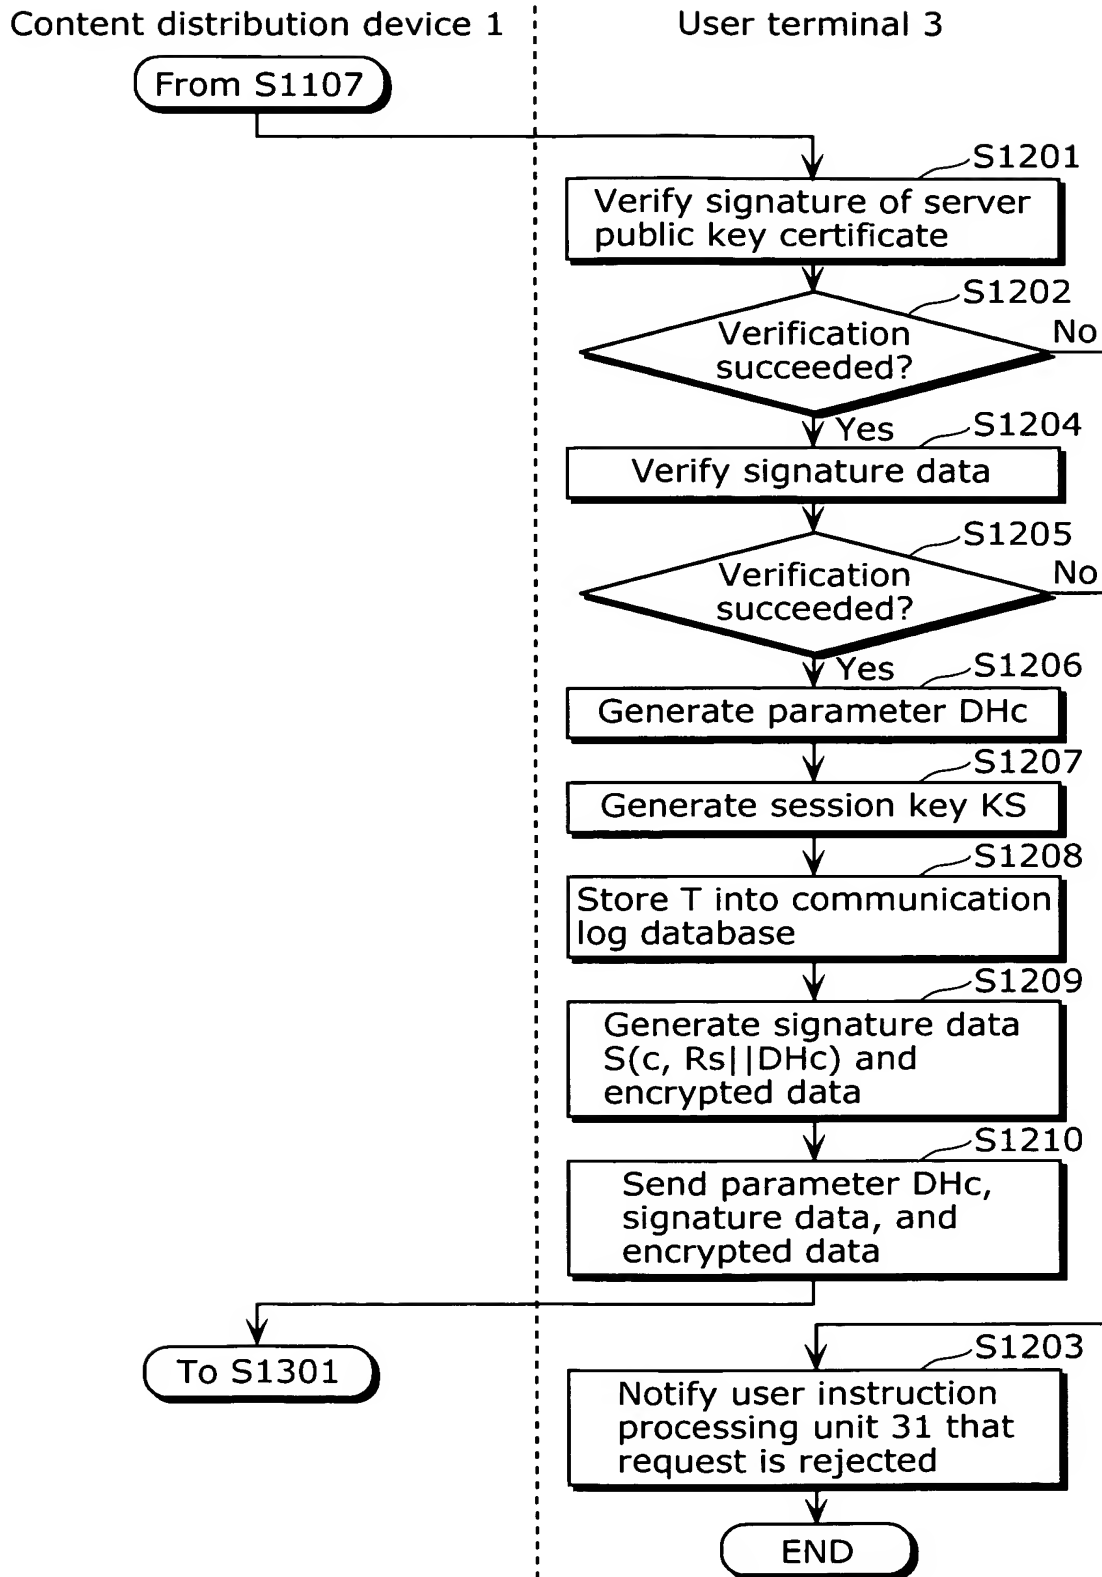 Content distribution device 1
User terminal 3
From S1107
S1201
Verify signature of server
public key certificate
S1202
Verification
succeeded?
No
Yes
S1204
Verify signature data
S1205
Verification
succeeded?
No
Yes
S1206
Generate parameter DHc
S1207
Generate session key KS
S1208
Store T into communication
log database
S1209
Generate signature data
S(c, Rs||DHc) and
encrypted data
S1210
Send parameter DHc,
signature data, and
encrypted data
To S1301
S1203
Notify user instruction
processing unit 31 that
request is rejected
END